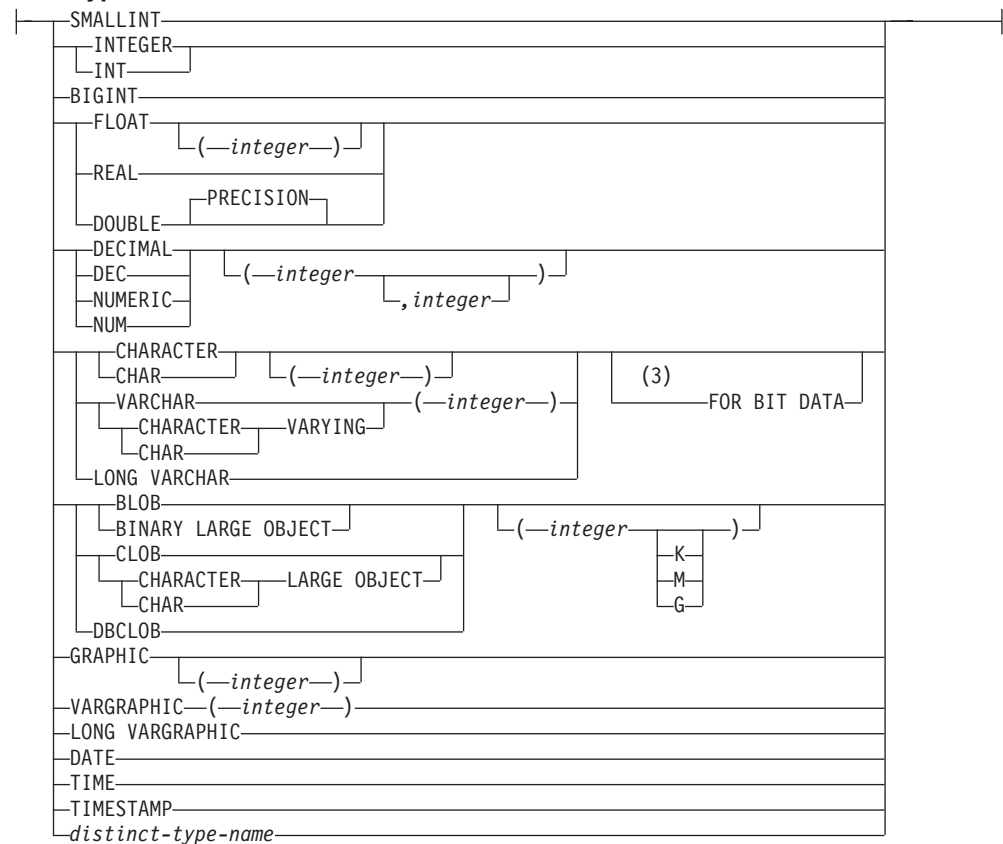 SMALLINT
INTEGER
INT
BIGINT
FLOAT
( integer )
REAL
PRECISION
DOUBLE
DECIMAL
DEC ( integer )
NUMERIC , integer
NUM
CHARACTER
CHAR ( integer ) (3)
VARCHAR ( integer ) FOR BIT DATA
CHARACTER VARYING
CHAR
LONG VARCHAR
BLOB
BINARY LARGE OBJECT ( integer )
CLOB K
CHARACTER LARGE OBJECT M
CHAR G
DBCLOB
GRAPHIC
( integer )
VARGRAPHIC ( integer )
LONG VARGRAPHIC
DATE
TIME
TIMESTAMP
distinct-type-name